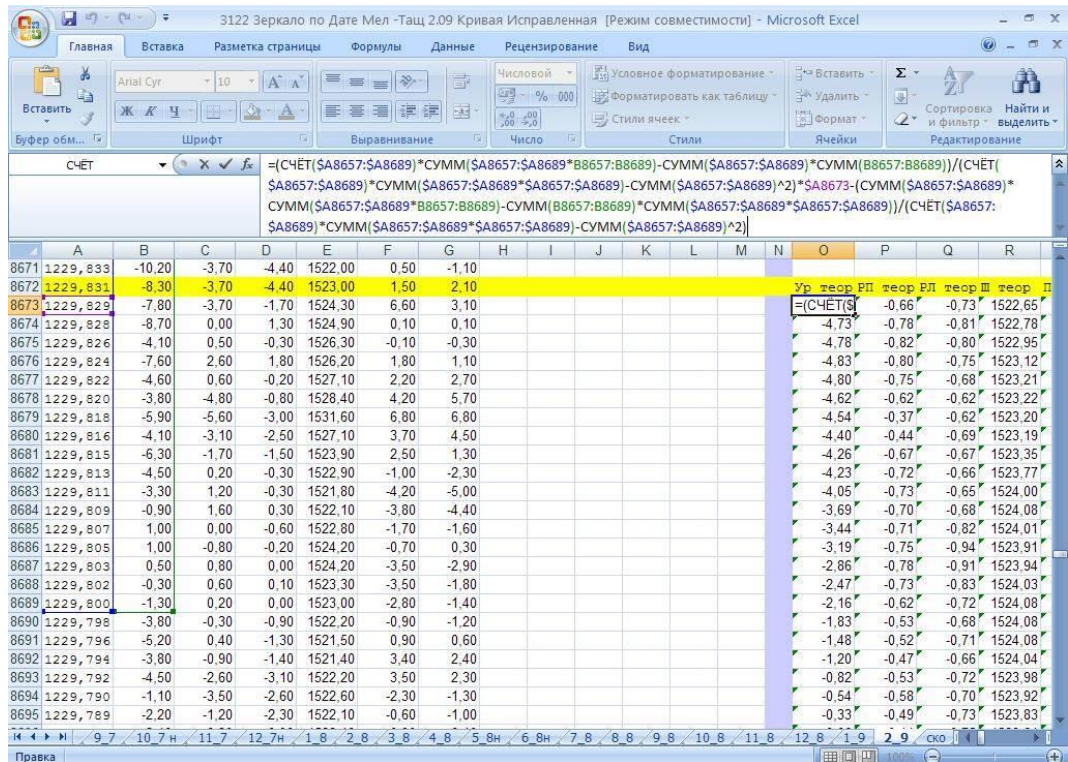 3122 Зеркало по Дате Мел -Тащ 2.09 Кривая Исправленная [Режим совместимости] - Microsoft Excel
Главная Вставка Разметка страницы Формулы Данные Рецензирование Вид
Вставить
Arial Cyr 10
Ж К Ч
Числовой
% 000
Условное форматирование
Форматировать как таблицу
Стили ячеек
Вставить
Удалить
Формат
Σ
Сортировка и фильтр
Найти и выделить
Буфер обм... Шрифт Выравнивание Число Стили Ячейки Редактирование
СЧЁТ =(СЧЁТ($A8657:$A8689)*СУММ($A8657:$A8689*B8657:B8689)-СУММ($A8657:$A8689)*СУММ(B8657:B8689))/(СЧЁТ(
$A8657:$A8689)*СУММ($A8657:$A8689*$A8657:$A8689)-СУММ($A8657:$A8689)^2)*$A8673-(СУММ($A8657:$A8689)*
СУММ($A8657:$A8689*B8657:B8689)-СУММ(B8657:B8689)*СУММ($A8657:$A8689*$A8657:$A8689))/(СЧЁТ($A8657:
$A8689)*СУММ($A8657:$A8689*$A8657:$A8689)-СУММ($A8657:$A8689)^2)
A B C D E F G H I J K L M N O P Q R
8671 1229,833 -10,20 -3,70 -4,40 1522,00 0,50 -1,10
8672 1229,831 -8,30 -3,70 -4,40 1523,00 1,50 2,10 Ур теор РП теор РЛ теор Ш теор П
8673 1229,829 -7,80 -3,70 -1,70 1524,30 6,60 3,10 =(СЧЁТ($ -0,66 -0,73 1522,65
8674 1229,828 -8,70 0,00 1,30 1524,90 0,10 0,10 -4,73 -0,78 -0,81 1522,78
8675 1229,826 -4,10 0,50 -0,30 1526,30 -0,10 -0,30 -4,78 -0,82 -0,80 1522,95
8676 1229,824 -7,60 2,60 1,80 1526,20 1,80 1,10 -4,83 -0,80 -0,75 1523,12
8677 1229,822 -4,60 0,60 -0,20 1527,10 2,20 2,70 -4,80 -0,75 -0,68 1523,21
8678 1229,820 -3,80 -4,80 -0,80 1528,40 4,20 5,70 -4,62 -0,62 -0,62 1523,22
8679 1229,818 -5,90 -5,60 -3,00 1531,60 6,80 6,80 -4,54 -0,37 -0,62 1523,20
8680 1229,816 -4,10 -3,10 -2,50 1527,10 3,70 4,50 -4,40 -0,44 -0,69 1523,19
8681 1229,815 -6,30 -1,70 -1,50 1523,90 2,50 1,30 -4,26 -0,67 -0,67 1523,35
8682 1229,813 -4,50 0,20 -0,30 1522,90 -1,00 -2,30 -4,23 -0,72 -0,66 1523,77
8683 1229,811 -3,30 1,20 -0,30 1521,80 -4,20 -5,00 -4,05 -0,73 -0,65 1524,00
8684 1229,809 -0,90 1,60 0,30 1522,10 -3,80 -4,40 -3,69 -0,70 -0,68 1524,08
8685 1229,807 1,00 0,00 -0,60 1522,80 -1,70 -1,60 -3,44 -0,71 -0,82 1524,01
8686 1229,805 1,00 -0,80 -0,20 1524,20 -0,70 0,30 -3,19 -0,75 -0,94 1523,91
8687 1229,803 0,50 0,80 0,00 1524,20 -3,50 -2,90 -2,86 -0,78 -0,91 1523,94
8688 1229,802 -0,30 0,60 0,10 1523,30 -3,50 -1,80 -2,47 -0,73 -0,83 1524,03
8689 1229,800 -1,30 0,20 0,00 1523,00 -2,80 -1,40 -2,16 -0,62 -0,72 1524,08
8690 1229,798 -3,80 -0,30 -0,90 1522,20 -0,90 -1,20 -1,83 -0,53 -0,68 1524,08
8691 1229,796 -5,20 0,40 -1,30 1521,50 0,90 0,60 -1,48 -0,52 -0,71 1524,08
8692 1229,794 -3,80 -0,90 -1,40 1521,40 3,40 2,40 -1,20 -0,47 -0,66 1524,04
8693 1229,792 -4,50 -2,60 -3,10 1522,20 3,50 2,30 -0,82 -0,53 -0,72 1523,98
8694 1229,790 -1,10 -3,50 -2,60 1522,60 -2,30 -1,30 -0,54 -0,58 -0,70 1523,92
8695 1229,789 -2,20 -1,20 -2,30 1522,10 -0,60 -1,00 -0,33 -0,49 -0,73 1523,83
9_7 10_7 н 11_7 12_7н 1_8 2_8 3_8 4_8 5_8н 6_8н 7_8 8_8 9_8 10_8 11_8 12_8 1_9 2_9 ско
Правка 100%